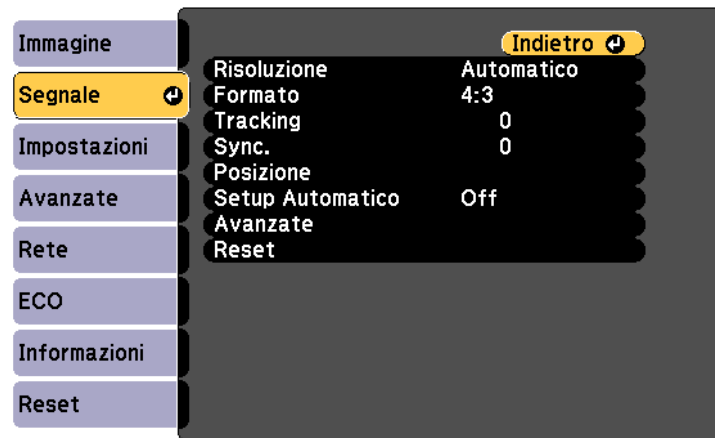 Immagine
Segnale
Impostazioni
Avanzate
Rete
ECO
Informazioni
Reset
Indietro
Risoluzione Automatico
Formato 4:3
Tracking 0
Sync. 0
Posizione
Setup Automatico Off
Avanzate
Reset